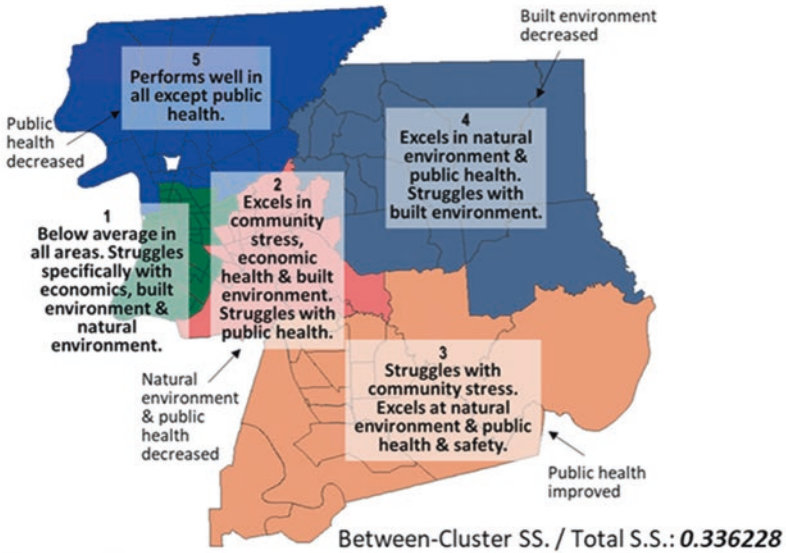 Built environment
decreased
5
Performs well in
all except public
health.
Public
health
decreased
4
Excels in natural
environment &
public health.
Struggles with
built environment.
2
Excels in
community
stress,
economic
health & built
environment.
Struggles with
public health.
1
Below average in
all areas. Struggles
specifically with
economics, built
environment &
natural
environment.
3
Struggles with
community stress.
Excels at natural
environment & public
health & safety.
Natural
environment
& public
health
decreased
Public health
improved
Between-Cluster SS. / Total S.S.: 0.336228